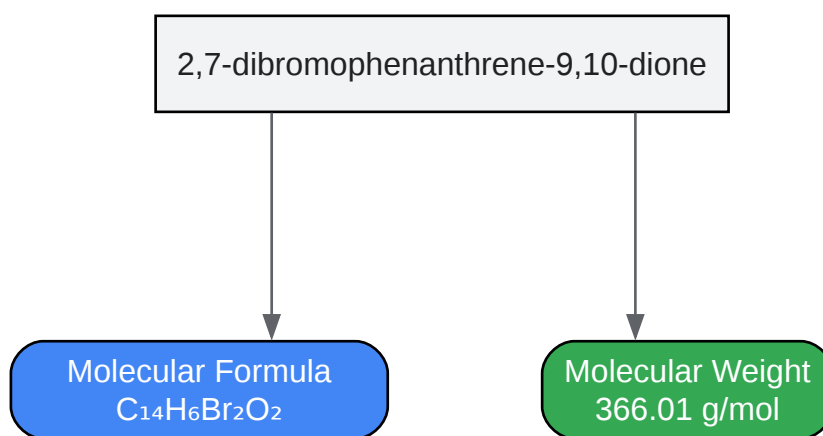 2,7-dibromophenanthrene-9,10-dione
Molecular Formula
C₁₄H₆Br₂O₂
Molecular Weight
366.01 g/mol